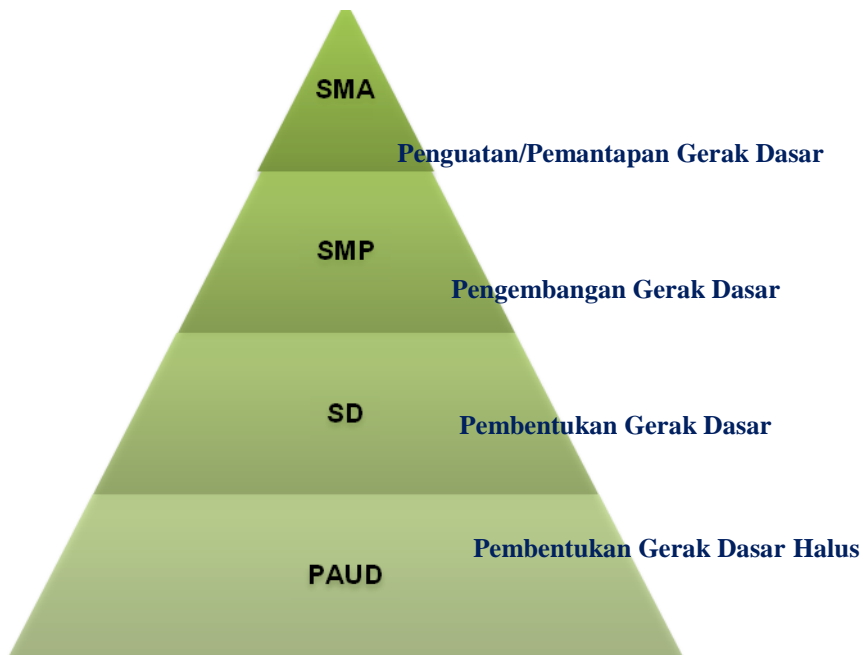 SMA
Penguatan/Pemantapan Gerak Dasar
SMP
Pengembangan Gerak Dasar
SD
Pembentukan Gerak Dasar
Pembentukan Gerak Dasar Halus
PAUD